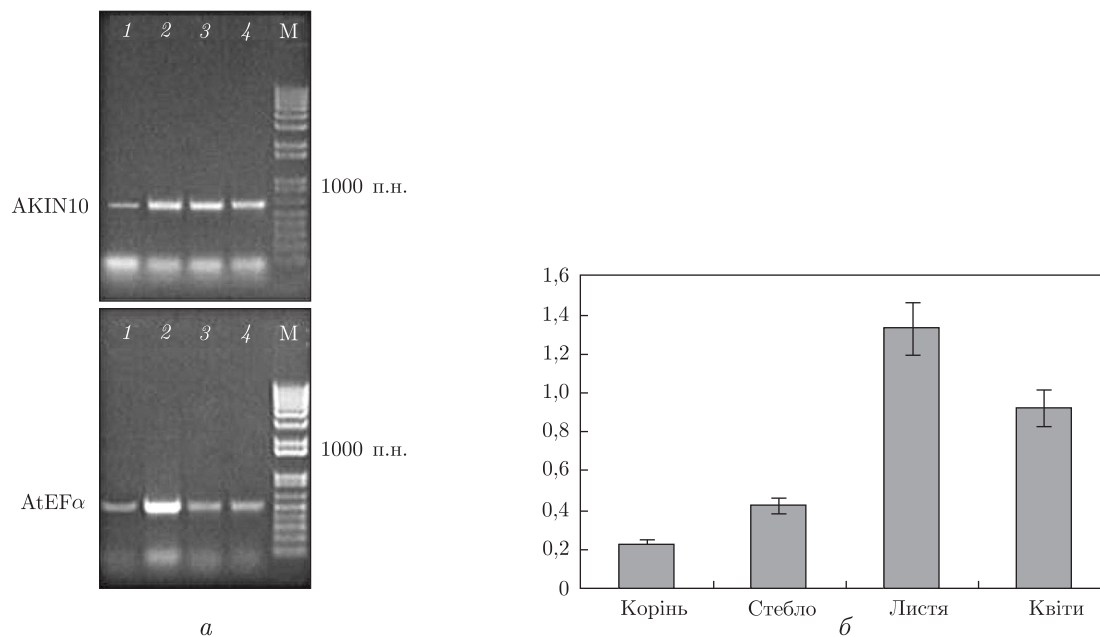 1 2 3 4 M
1000 п.н.
AKIN10
1 2 3 4 M
1000 п.н.
AtEFα
а
1,6
1,4
1,2
1,0
0,8
0,6
0,4
0,2
0
Корінь Стебло Листя Квіти
б